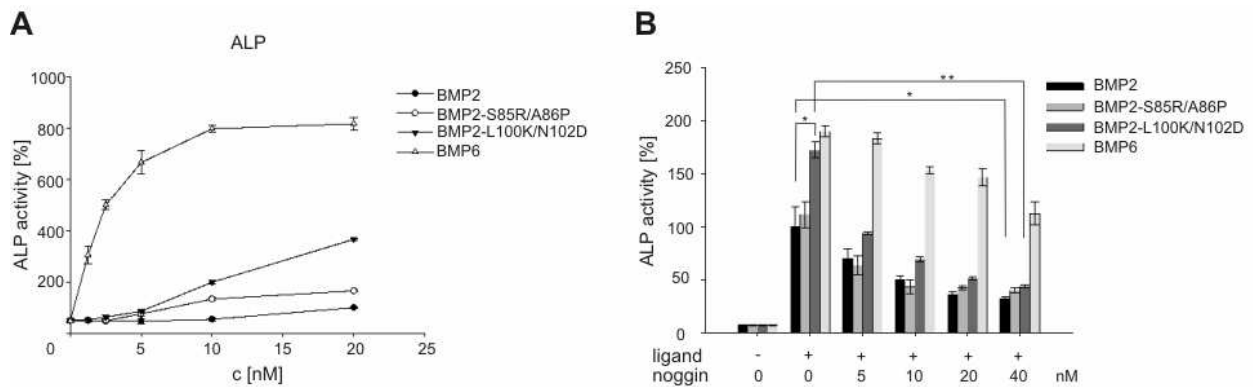 A
ALP
ALP activity [%]
1000
800
600
400
200
0
0 5 10 15 20 25
c [nM]
BMP2
BMP2-S85R/A86P
BMP2-L100K/N102D
BMP6
B
ALP activity [%]
250
200
150
100
50
0
**
*
*
BMP2
BMP2-S85R/A86P
BMP2-L100K/N102D
BMP6
ligand - + + + + +
noggin 0 0 5 10 20 40 nM